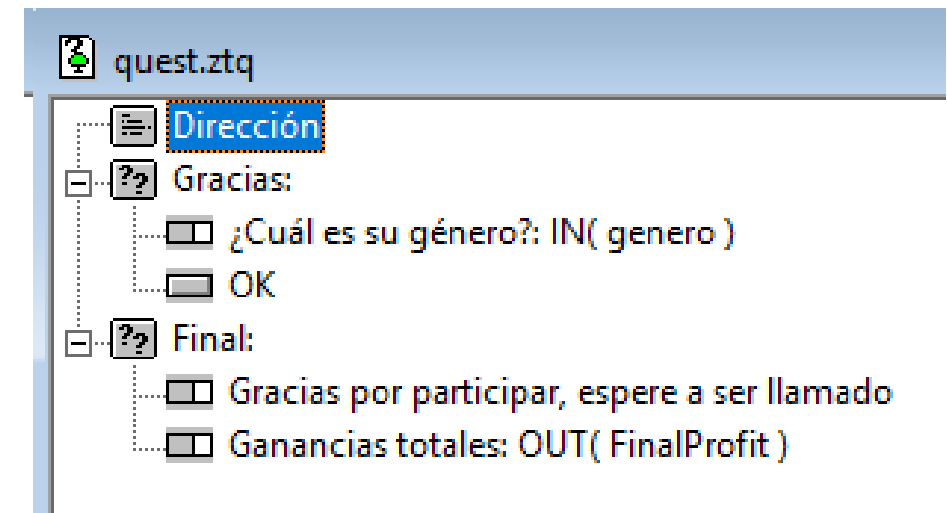 quest.ztq
Dirección
Gracias:
¿Cuál es su género?: IN( genero )
OK
Final:
Gracias por participar, espere a ser llamado
Ganancias totales: OUT( FinalProfit )